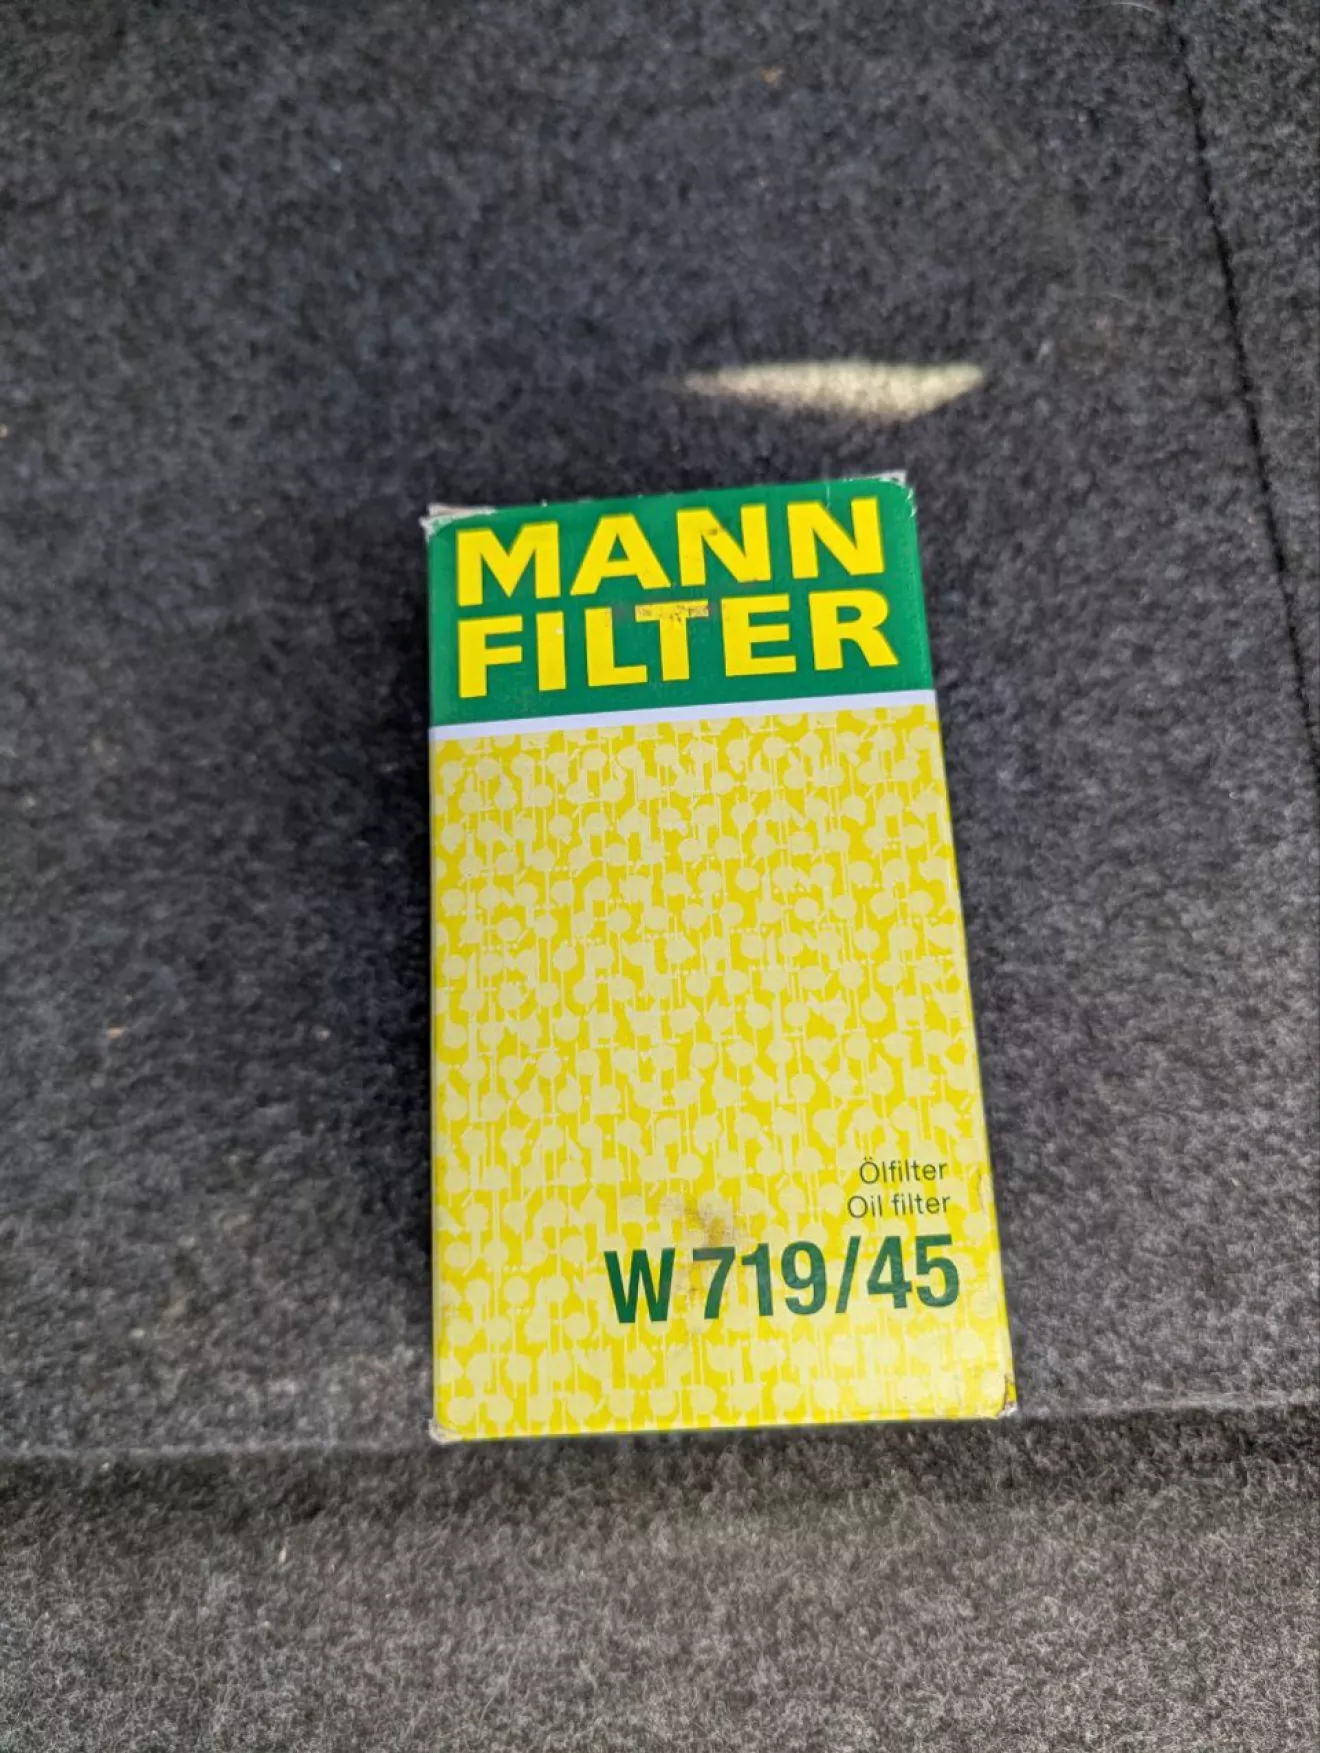 MANN
FILTER
Ölfilter
Oil filter
W 719/45